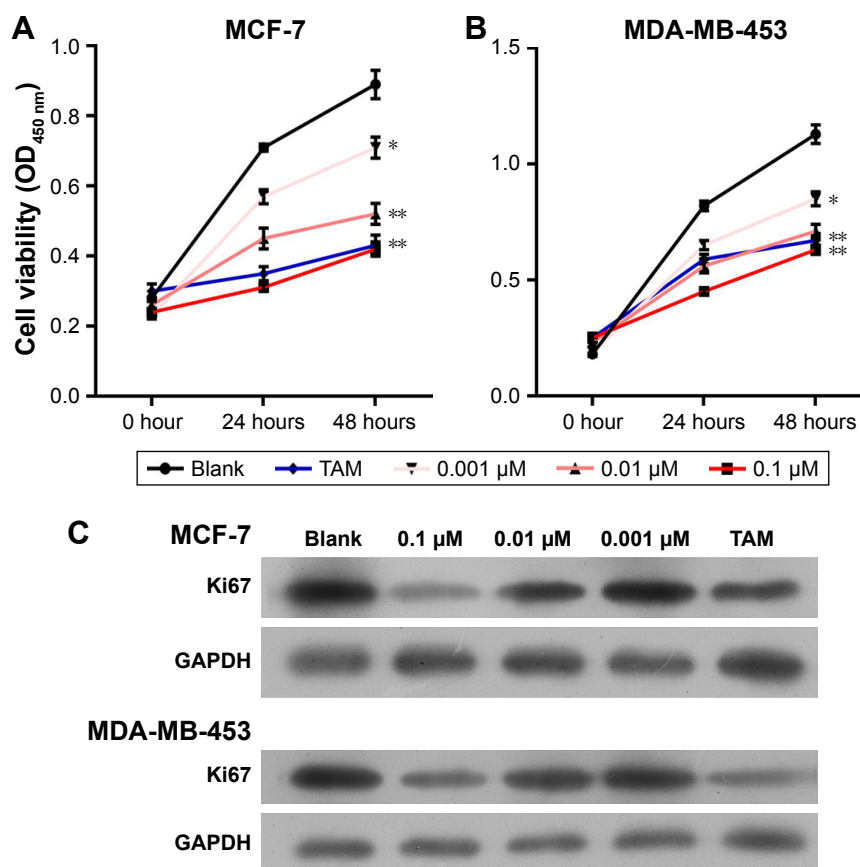 A
MCF-7
Cell viability (OD450 nm)
1.0
0.8
0.6
0.4
0.2
0.0
*
**
**
0 hour 24 hours 48 hours
B
MDA-MB-453
1.5
1.0
0.5
0.0
*
**
**
0 hour 24 hours 48 hours
Blank TAM 0.001 µM 0.01 µM 0.1 µM
C
MCF-7
Blank 0.1 µM 0.01 µM 0.001 µM TAM
Ki67
GAPDH
MDA-MB-453
Ki67
GAPDH